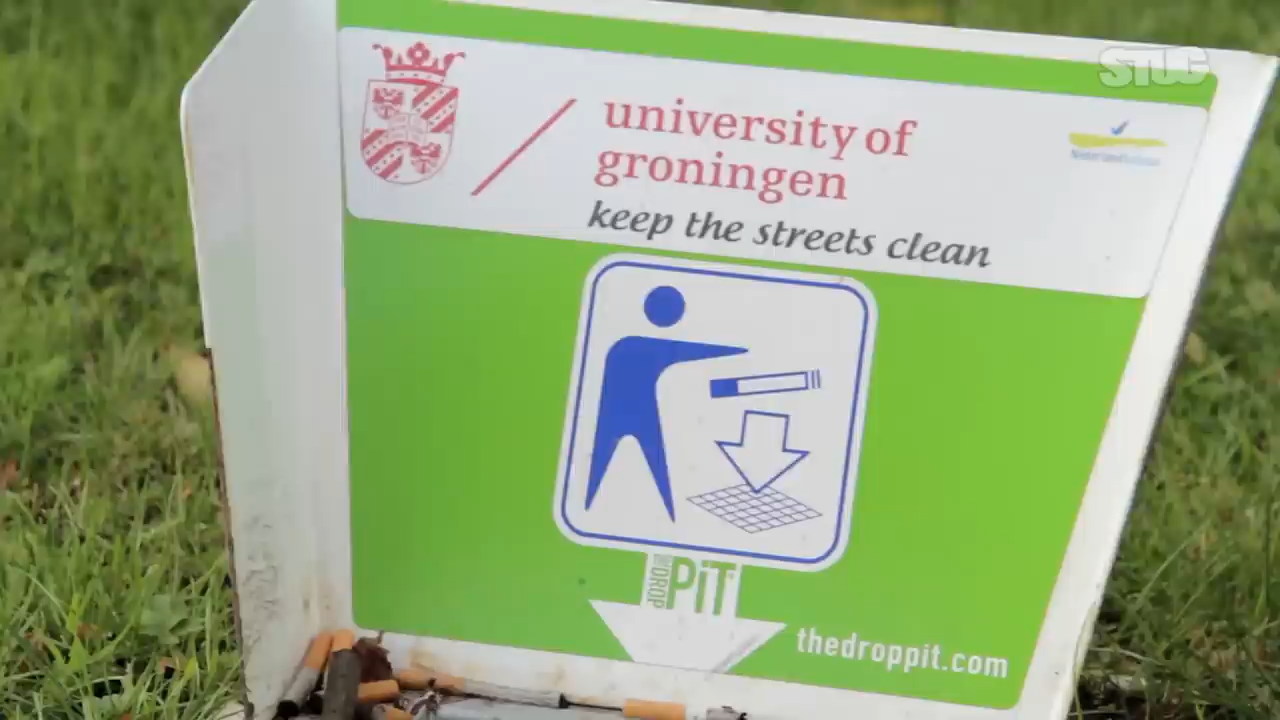 STUG
university of
groningen
keep the streets clean
DROP
PiT
thedroppit.com